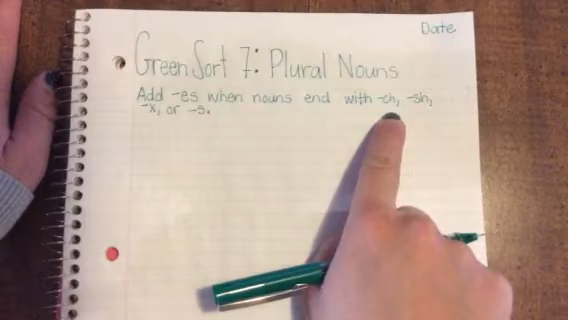 Date
Green Sort 7: Plural Nouns
Add -es when nouns end with -ch, -sh,
-x, or -s.